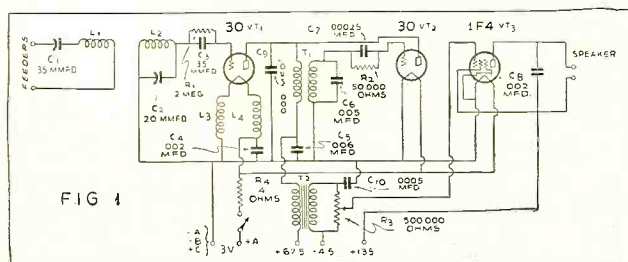 FEEDERS
C1
35 MMFD
L1
L2
C2
20 MMFD
R1
2 MEG
C3
35
MMFD
30 VT1
L3
L4
C4
002
MFD
C9
T1
C7
.00025
MFD
R2
50 000
OHMS
C6
005
MFD
C5
.006
MFD
30 VT2
1F4 VT3
C8
.002
MFD.
SPEAKER
R4
4
OHMS
T2
C10
.0005
MFD
R3
500 000
OHMS
FIG 1
-A
-B
+C
3V
+A
+67.5
-4.5
+135